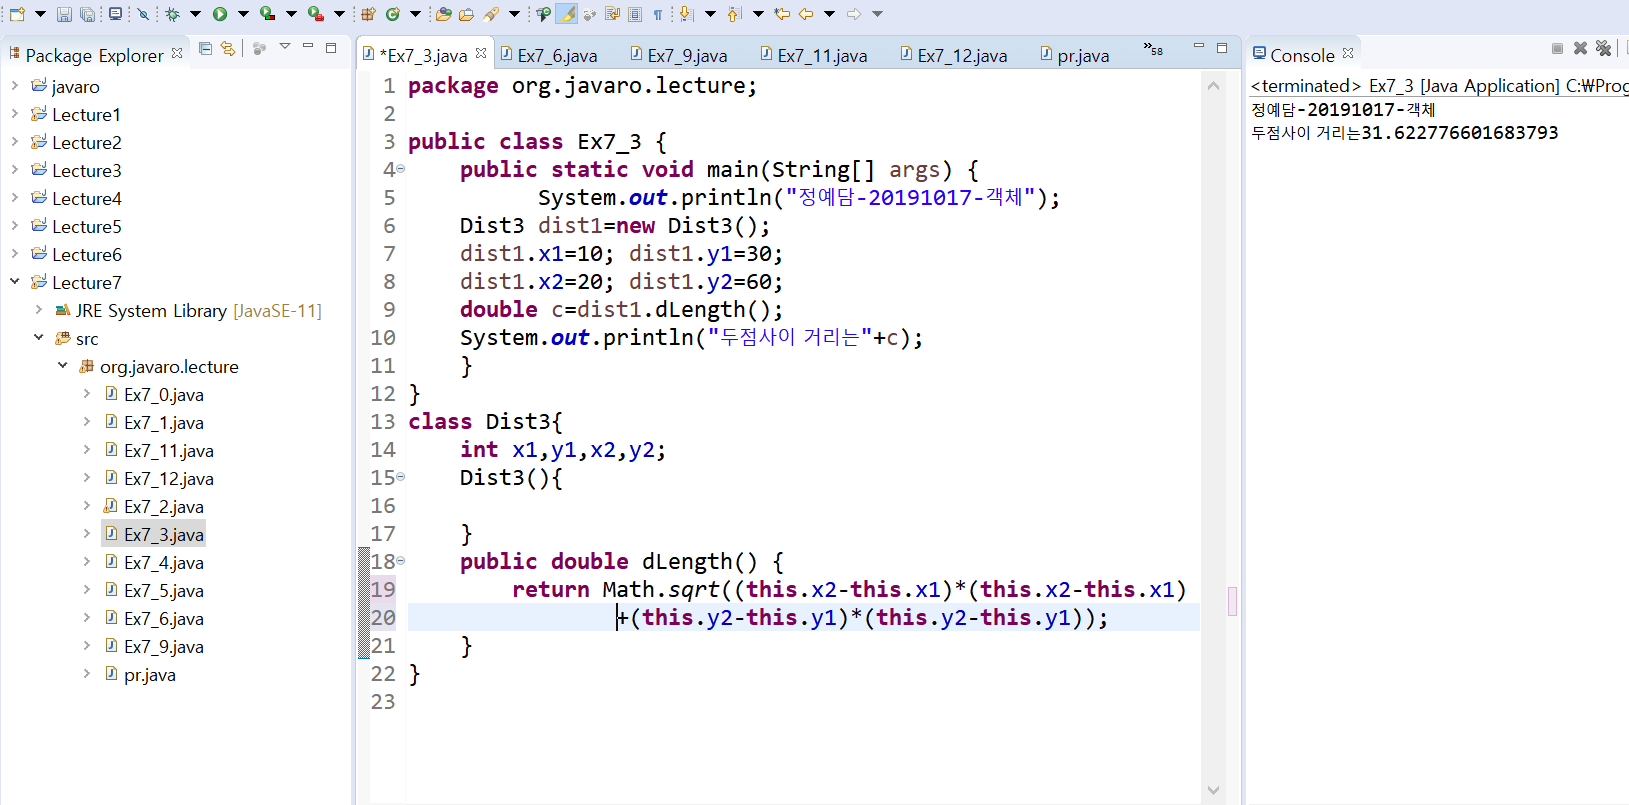 Package Explorer
javaro
Lecture1
Lecture2
Lecture3
Lecture4
Lecture5
Lecture6
Lecture7
JRE System Library [JavaSE-11]
src
org.javaro.lecture
Ex7_0.java
Ex7_1.java
Ex7_11.java
Ex7_12.java
Ex7_2.java
Ex7_3.java
Ex7_4.java
Ex7_5.java
Ex7_6.java
Ex7_9.java
pr.java
*Ex7_3.java Ex7_6.java Ex7_9.java Ex7_11.java Ex7_12.java pr.java »58
1 package org.javaro.lecture;
2
3 public class Ex7_3 {
4 public static void main(String[] args) {
5 System.out.println("정예담-20191017-객체");
6 Dist3 dist1=new Dist3();
7 dist1.x1=10; dist1.y1=30;
8 dist1.x2=20; dist1.y2=60;
9 double c=dist1.dLength();
10 System.out.println("두점사이 거리는"+c);
11 }
12 }
13 class Dist3{
14 int x1,y1,x2,y2;
15 Dist3(){
16
17 }
18 public double dLength() {
19 return Math.sqrt((this.x2-this.x1)*(this.x2-this.x1)
20 +(this.y2-this.y1)*(this.y2-this.y1));
21 }
22 }
23
Console
<terminated> Ex7_3 [Java Application] C:₩Prog
정예담-20191017-객체
두점사이 거리는31.622776601683793